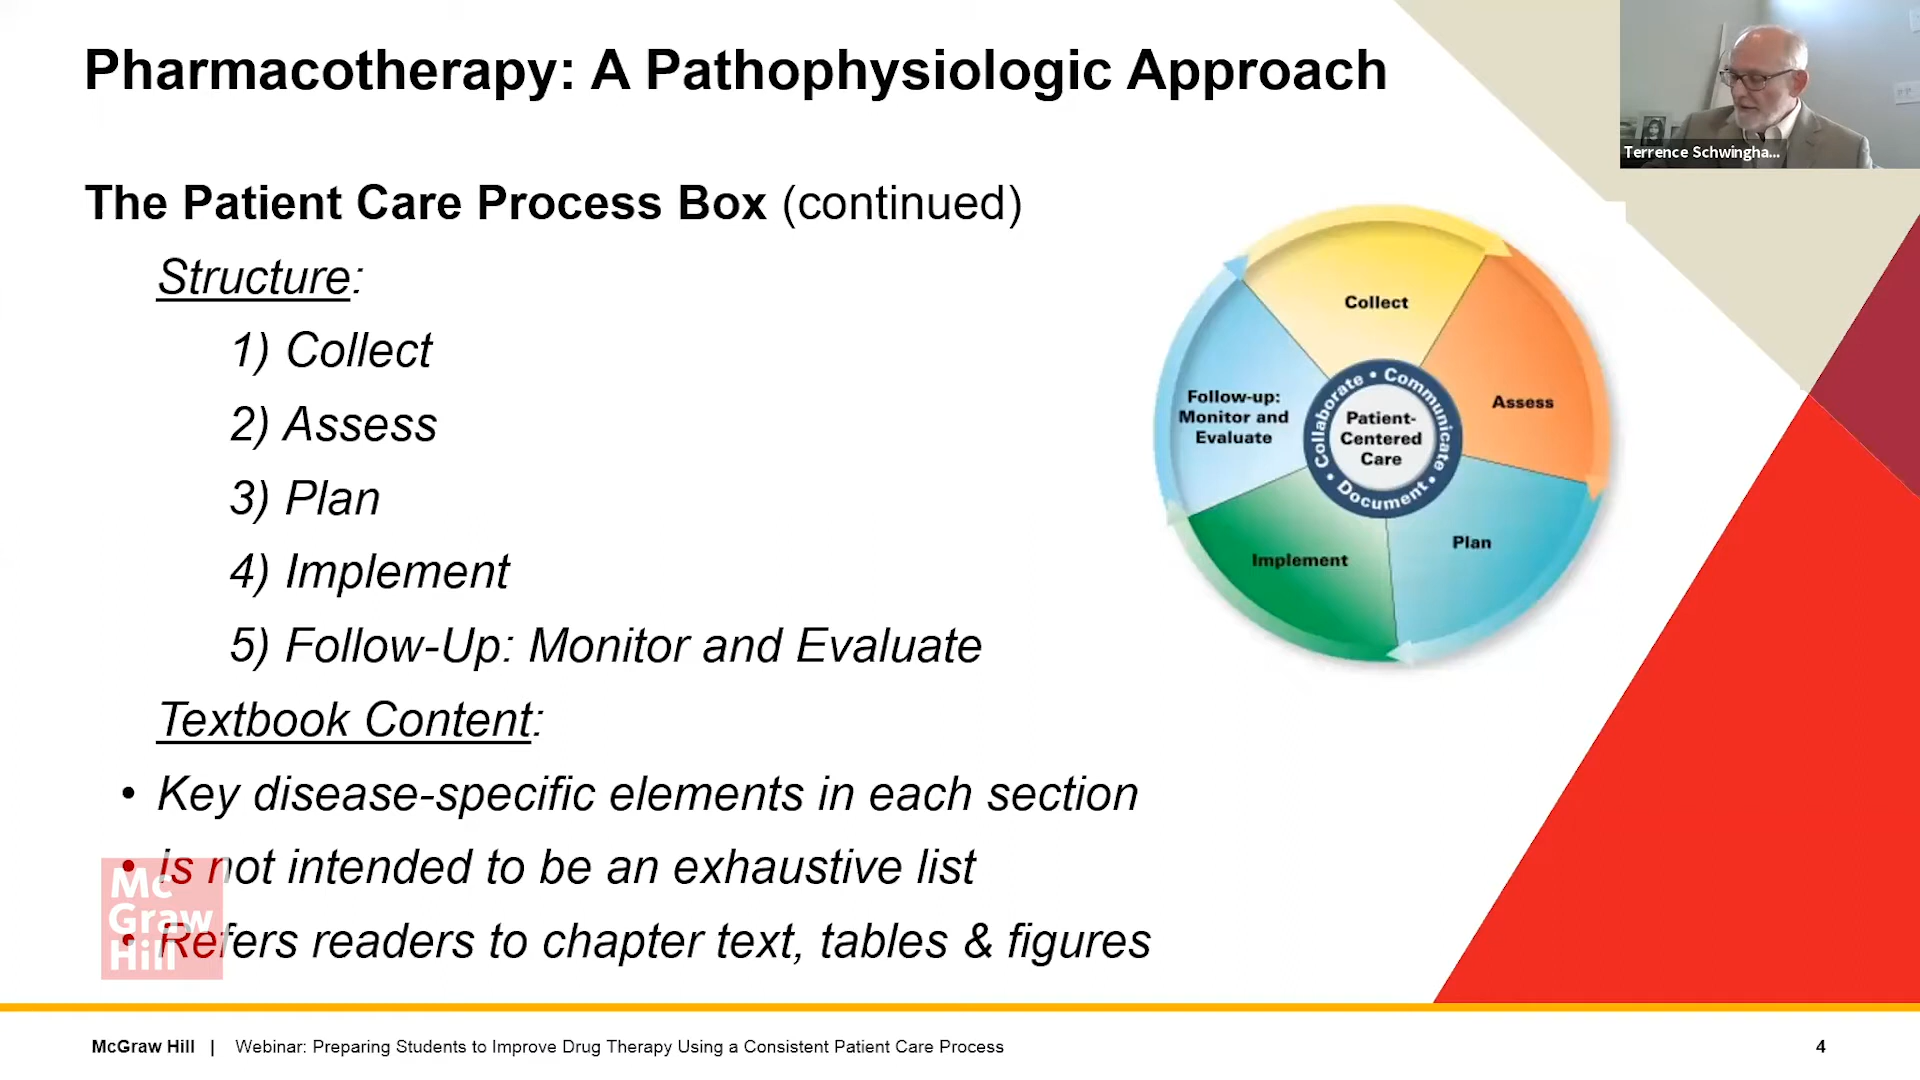 Pharmacotherapy: A Pathophysiologic Approach
Terrence Schwingha...
The Patient Care Process Box (continued)
Structure:
1) Collect
2) Assess
3) Plan
4) Implement
5) Follow-Up: Monitor and Evaluate
Textbook Content:
• Key disease-specific elements in each section
• is not intended to be an exhaustive list
• Refers readers to chapter text, tables & figures
Collect
Assess
Plan
Implement
Follow-up:
Monitor and
Evaluate
Collaborate • Communicate • Document •
Patient-
Centered
Care
Mc
Graw
Hill
McGraw Hill | Webinar: Preparing Students to Improve Drug Therapy Using a Consistent Patient Care Process
4